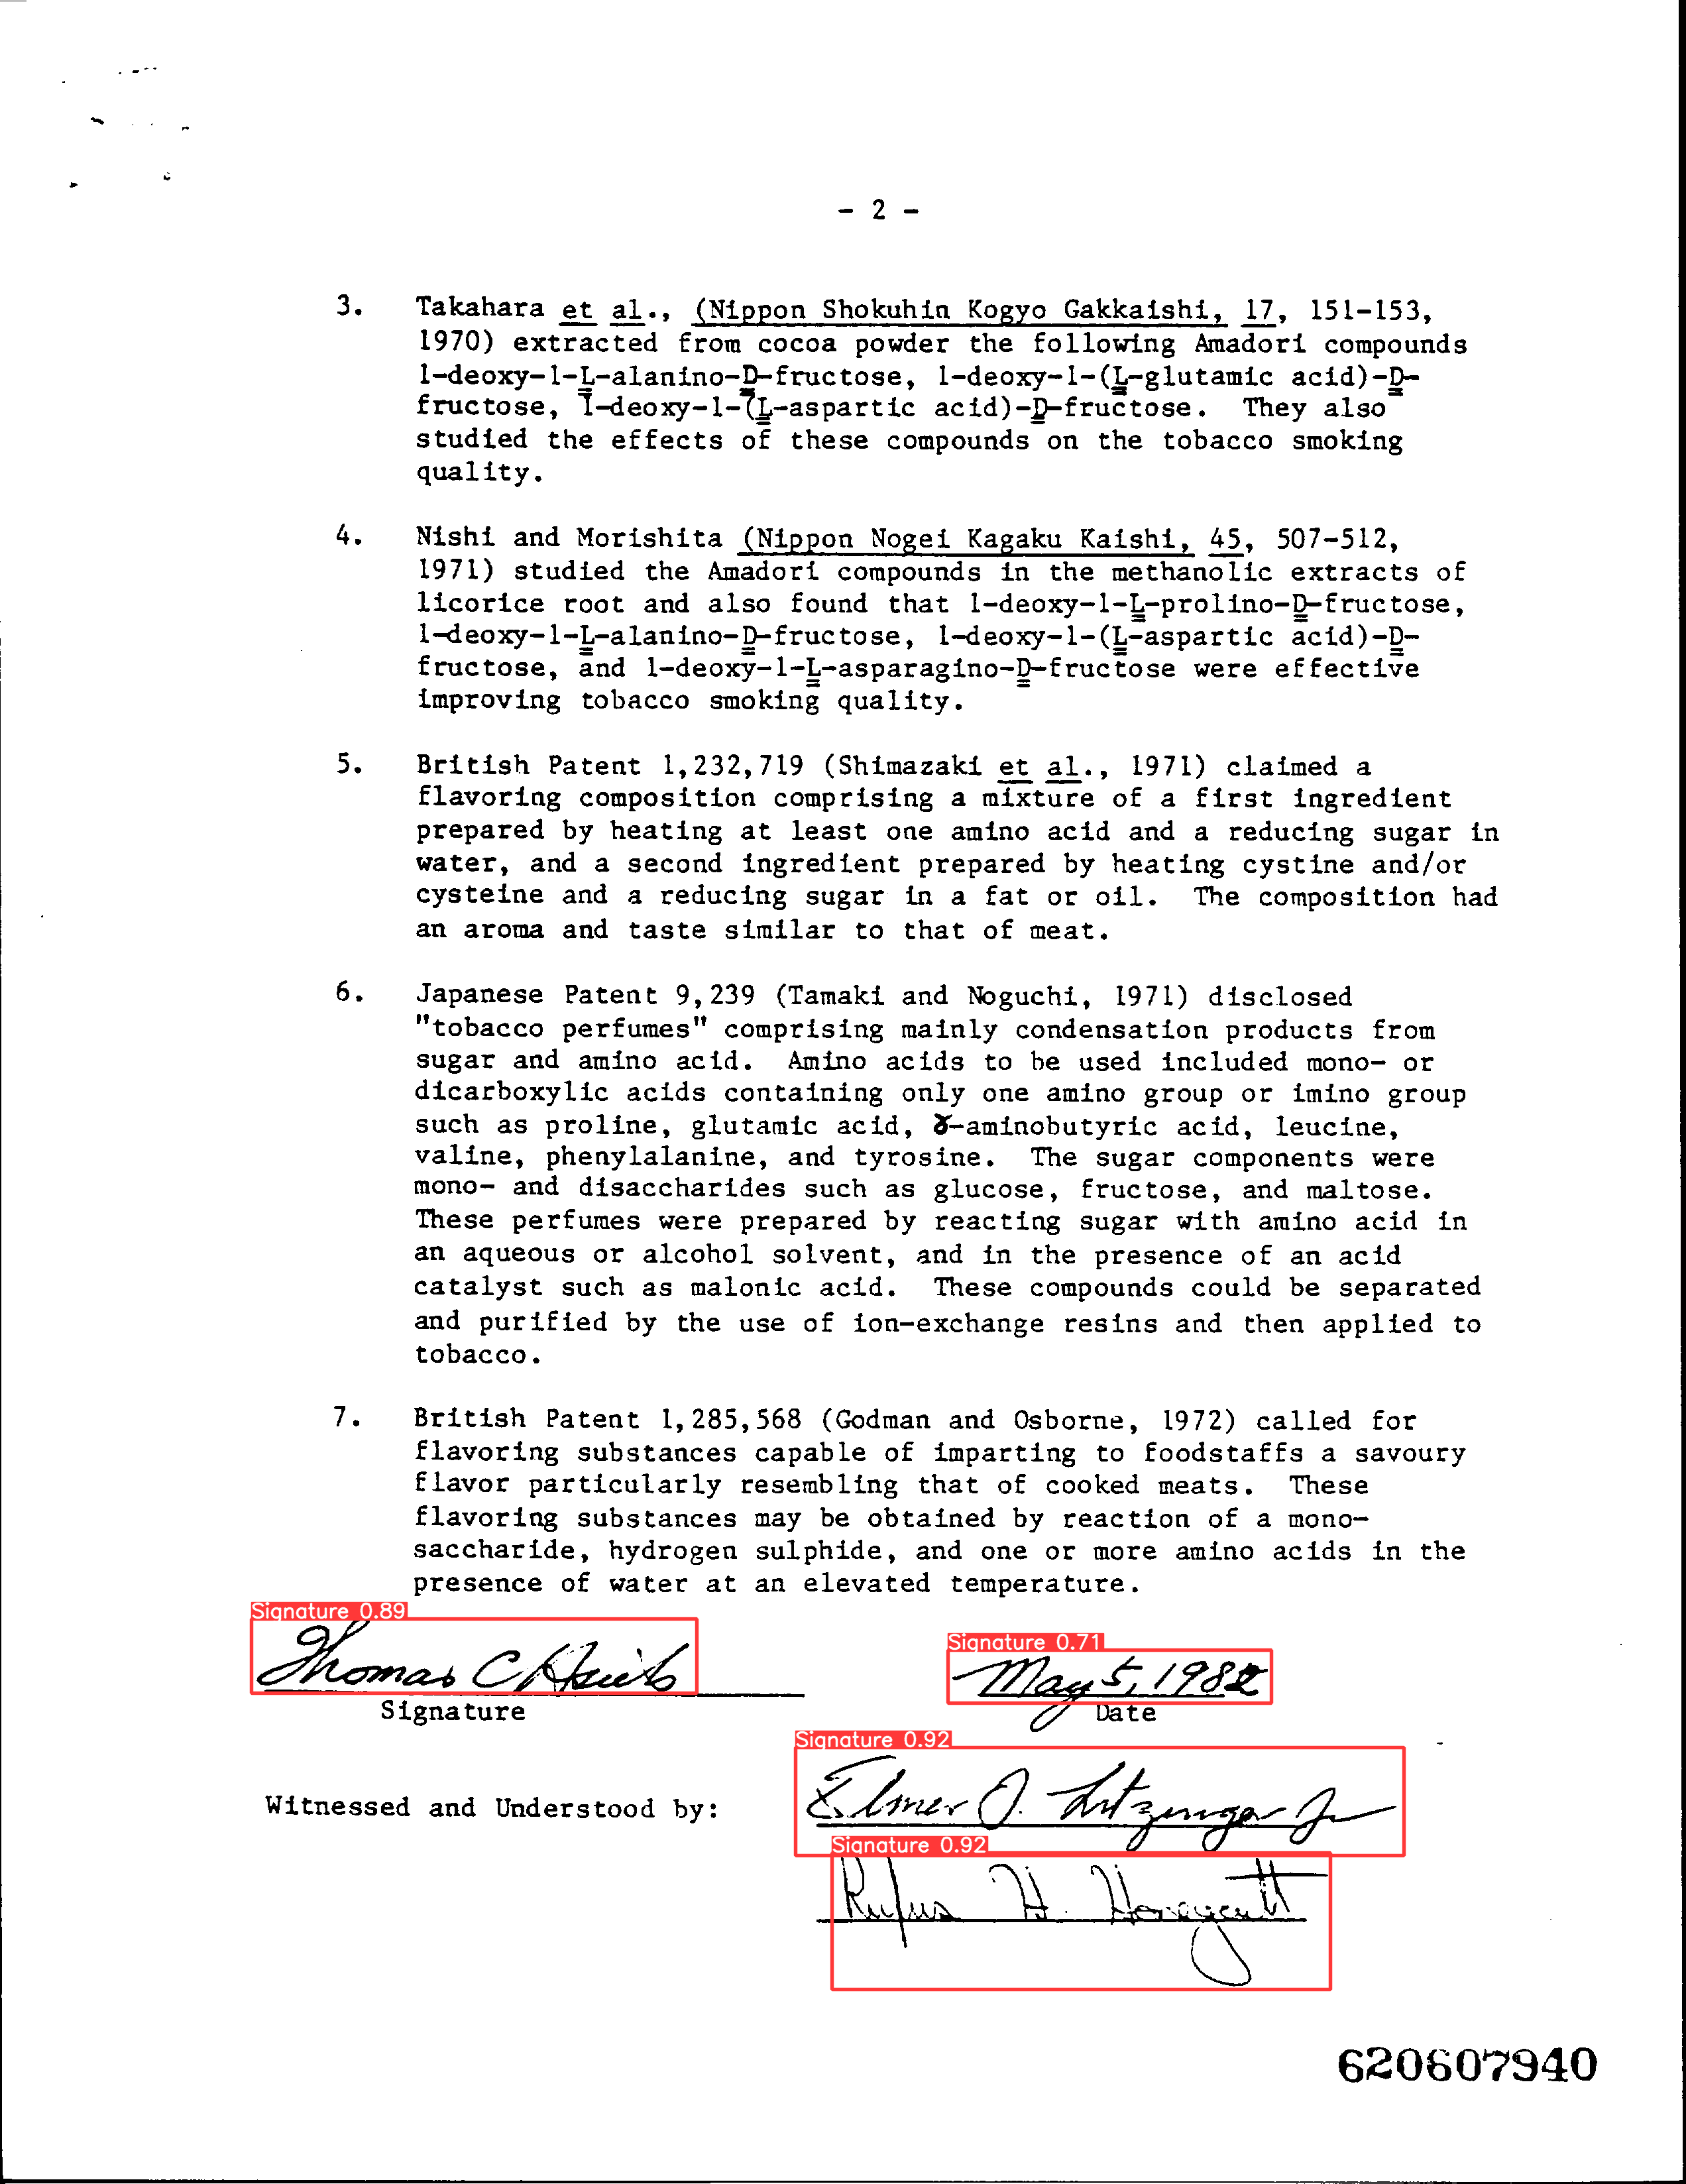 - 2 -
3. Takahara et al., (Nippon Shokuhin Kogyo Gakkaishi, 17, 151-153,
1970) extracted from cocoa powder the following Amadori compounds
1-deoxy-1-L-alanino-D-fructose, 1-deoxy-1-(L-glutamic acid)-D-
fructose, 1-deoxy-1-(L-aspartic acid)-D-fructose. They also
studied the effects of these compounds on the tobacco smoking
quality.
4. Nishi and Morishita (Nippon Nogei Kagaku Kaishi, 45, 507-512,
1971) studied the Amadori compounds in the methanolic extracts of
licorice root and also found that 1-deoxy-1-L-prolino-D-fructose,
1-deoxy-1-L-alanino-D-fructose, 1-deoxy-1-(L-aspartic acid)-D-
fructose, and 1-deoxy-1-L-asparagino-D-fructose were effective
improving tobacco smoking quality.
5. British Patent 1,232,719 (Shimazaki et al., 1971) claimed a
flavoring composition comprising a mixture of a first ingredient
prepared by heating at least one amino acid and a reducing sugar in
water, and a second ingredient prepared by heating cystine and/or
cysteine and a reducing sugar in a fat or oil. The composition had
an aroma and taste similar to that of meat.
6. Japanese Patent 9,239 (Tamaki and Noguchi, 1971) disclosed
"tobacco perfumes" comprising mainly condensation products from
sugar and amino acid. Amino acids to be used included mono- or
dicarboxylic acids containing only one amino group or imino group
such as proline, glutamic acid, γ-aminobutyric acid, leucine,
valine, phenylalanine, and tyrosine. The sugar components were
mono- and disaccharides such as glucose, fructose, and maltose.
These perfumes were prepared by reacting sugar with amino acid in
an aqueous or alcohol solvent, and in the presence of an acid
catalyst such as malonic acid. These compounds could be separated
and purified by the use of ion-exchange resins and then applied to
tobacco.
7. British Patent 1,285,568 (Godman and Osborne, 1972) called for
flavoring substances capable of imparting to foodstaffs a savoury
flavor particularly resembling that of cooked meats. These
flavoring substances may be obtained by reaction of a mono-
saccharide, hydrogen sulphide, and one or more amino acids in the
presence of water at an elevated temperature.
Signature 0.89
Thomas C
Signature
Signature 0.71
May 5, 1982
Date
Signature 0.92
Witnessed and Understood by: Elmer J. Litzinger Jr
Signature 0.92
Rufus H. Honeycutt
620607940